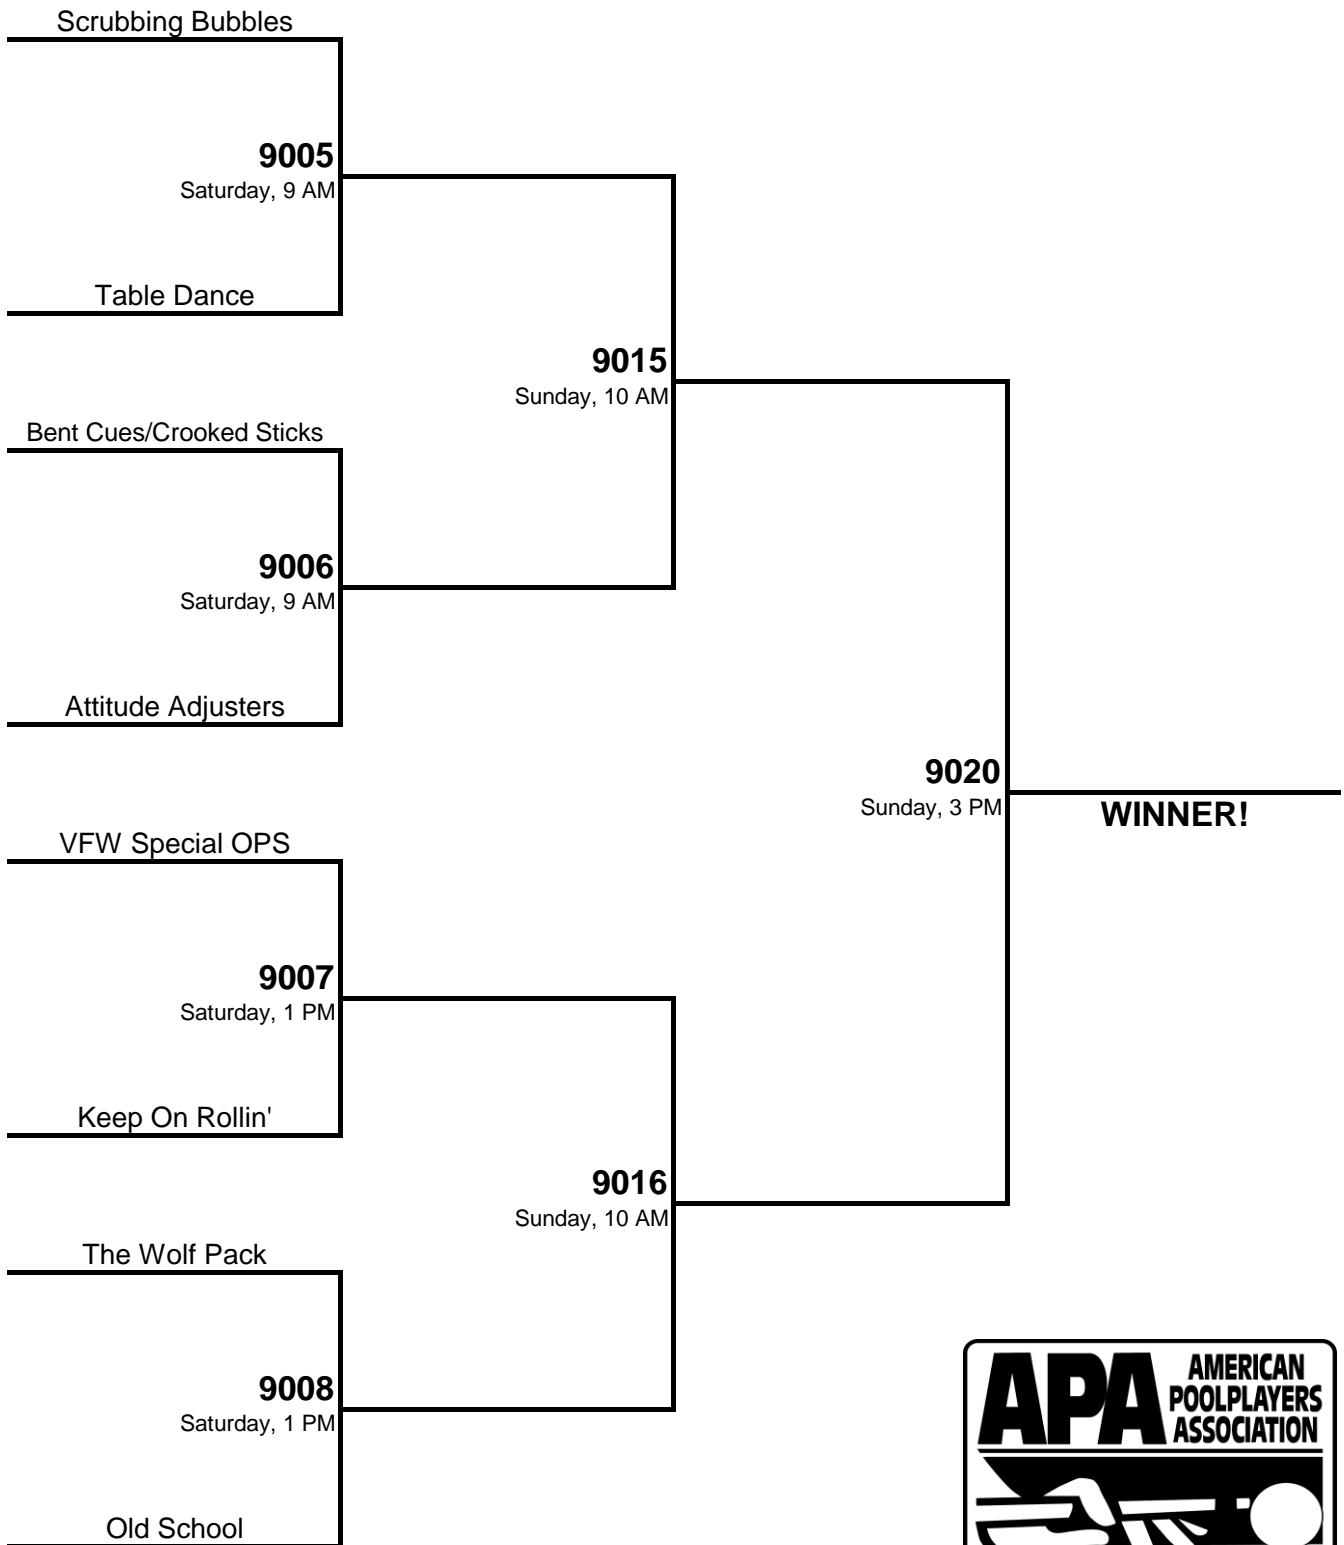 Scrubbing Bubbles
9005
Saturday, 9 AM
Table Dance
9015
Sunday, 10 AM
Bent Cues/Crooked Sticks
9006
Saturday, 9 AM
Attitude Adjusters
9020
Sunday, 3 PM
WINNER!
VFW Special OPS
9007
Saturday, 1 PM
Keep On Rollin'
9016
Sunday, 10 AM
The Wolf Pack
9008
Saturday, 1 PM
Old School
APA
AMERICAN
POOLPLAYERS
ASSOCIATION